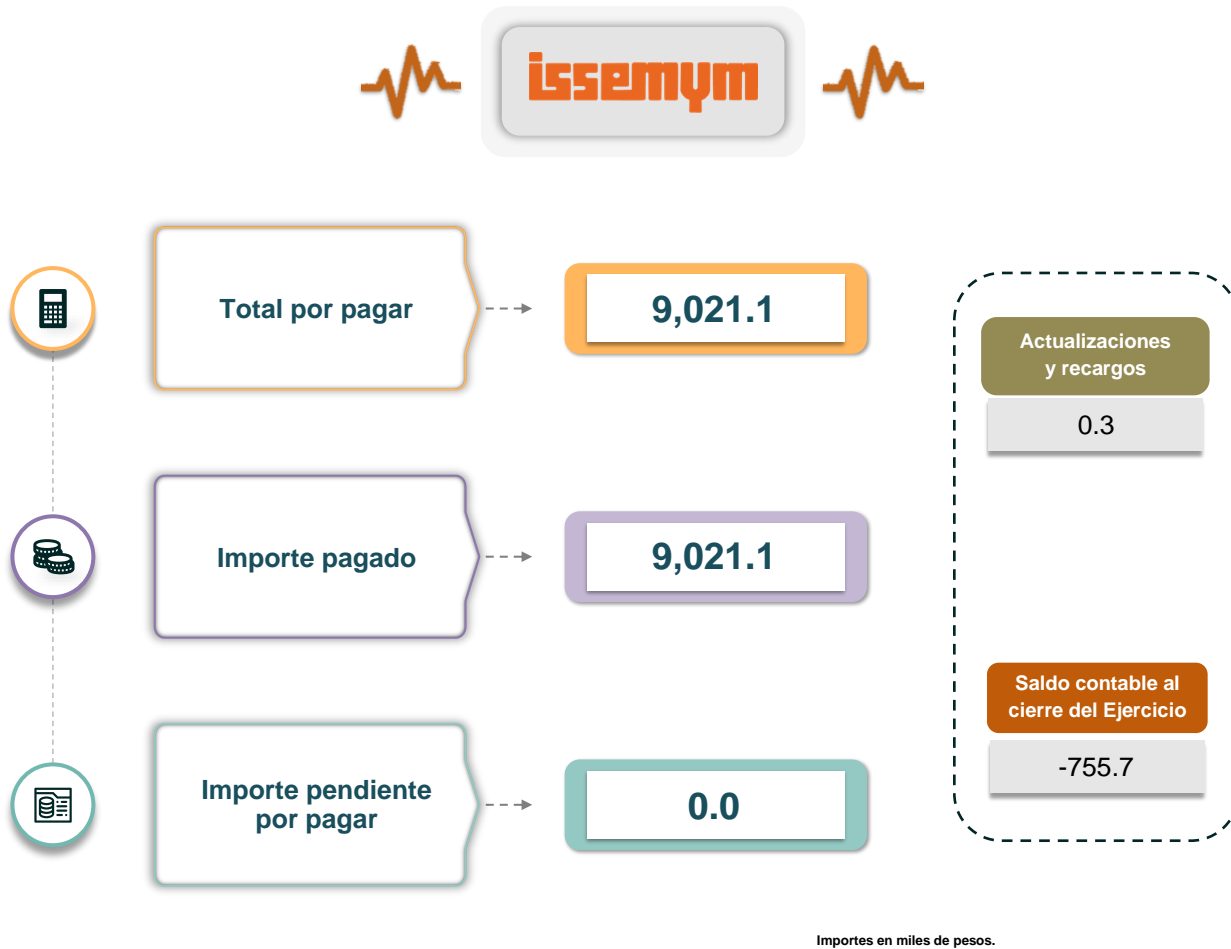 issemym
Total por pagar
9,021.1
Importe pagado
9,021.1
Importe pendiente
por pagar
0.0
Actualizaciones
y recargos
0.3
Saldo contable al
cierre del Ejercicio
-755.7
Importes en miles de pesos.